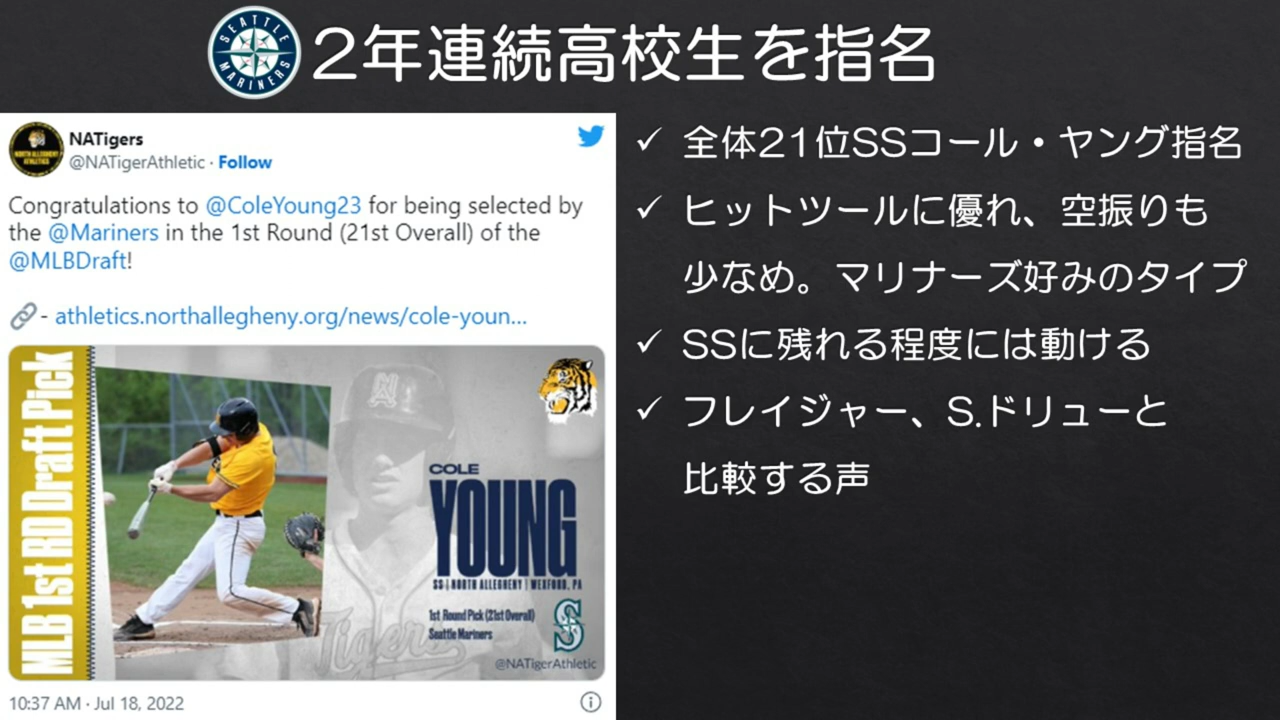 SEATTLE MARINERS
2年連続高校生を指名
NATigers
@NATigerAthletic · Follow
Congratulations to @ColeYoung23 for being selected by
the @Mariners in the 1st Round (21st Overall) of the
@MLBDraft!
- athletics.northallegheny.org/news/cole-youn...
MLB 1st RD Draft Pick
COLE
YOUNG
SS | NORTH ALLEGHENY | WEXFORD, PA
1st Round Pick (21st Overall)
Seattle Mariners
Tigers
@NATigerAthletic
10:37 AM · Jul 18, 2022
✓ 全体21位SSコール・ヤング指名
✓ ヒットツールに優れ、空振りも
少なめ。マリナーズ好みのタイプ
✓ SSに残れる程度には動ける
✓ フレイジャー、S.ドリューと
比較する声